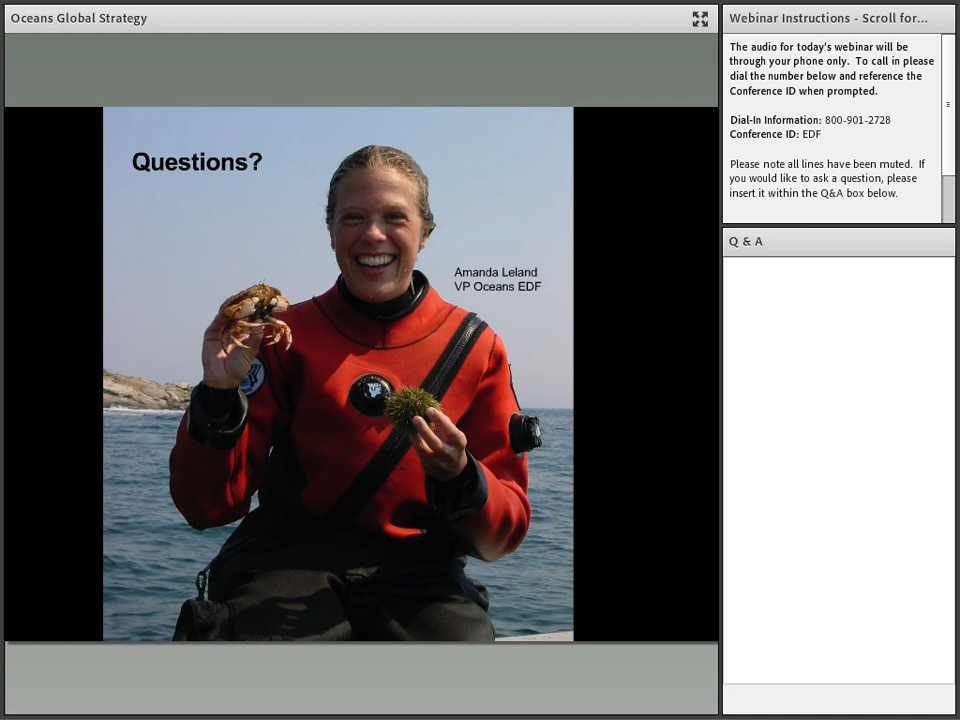 Oceans Global Strategy
Questions?
Amanda Leland
VP Oceans EDF
Webinar Instructions - Scroll for...
The audio for today's webinar will be
through your phone only. To call in please
dial the number below and reference the
Conference ID when prompted.
Dial-In Information: 800-901-2728
Conference ID: EDF
Please note all lines have been muted. If
you would like to ask a question, please
insert it within the Q&A box below.
Q & A